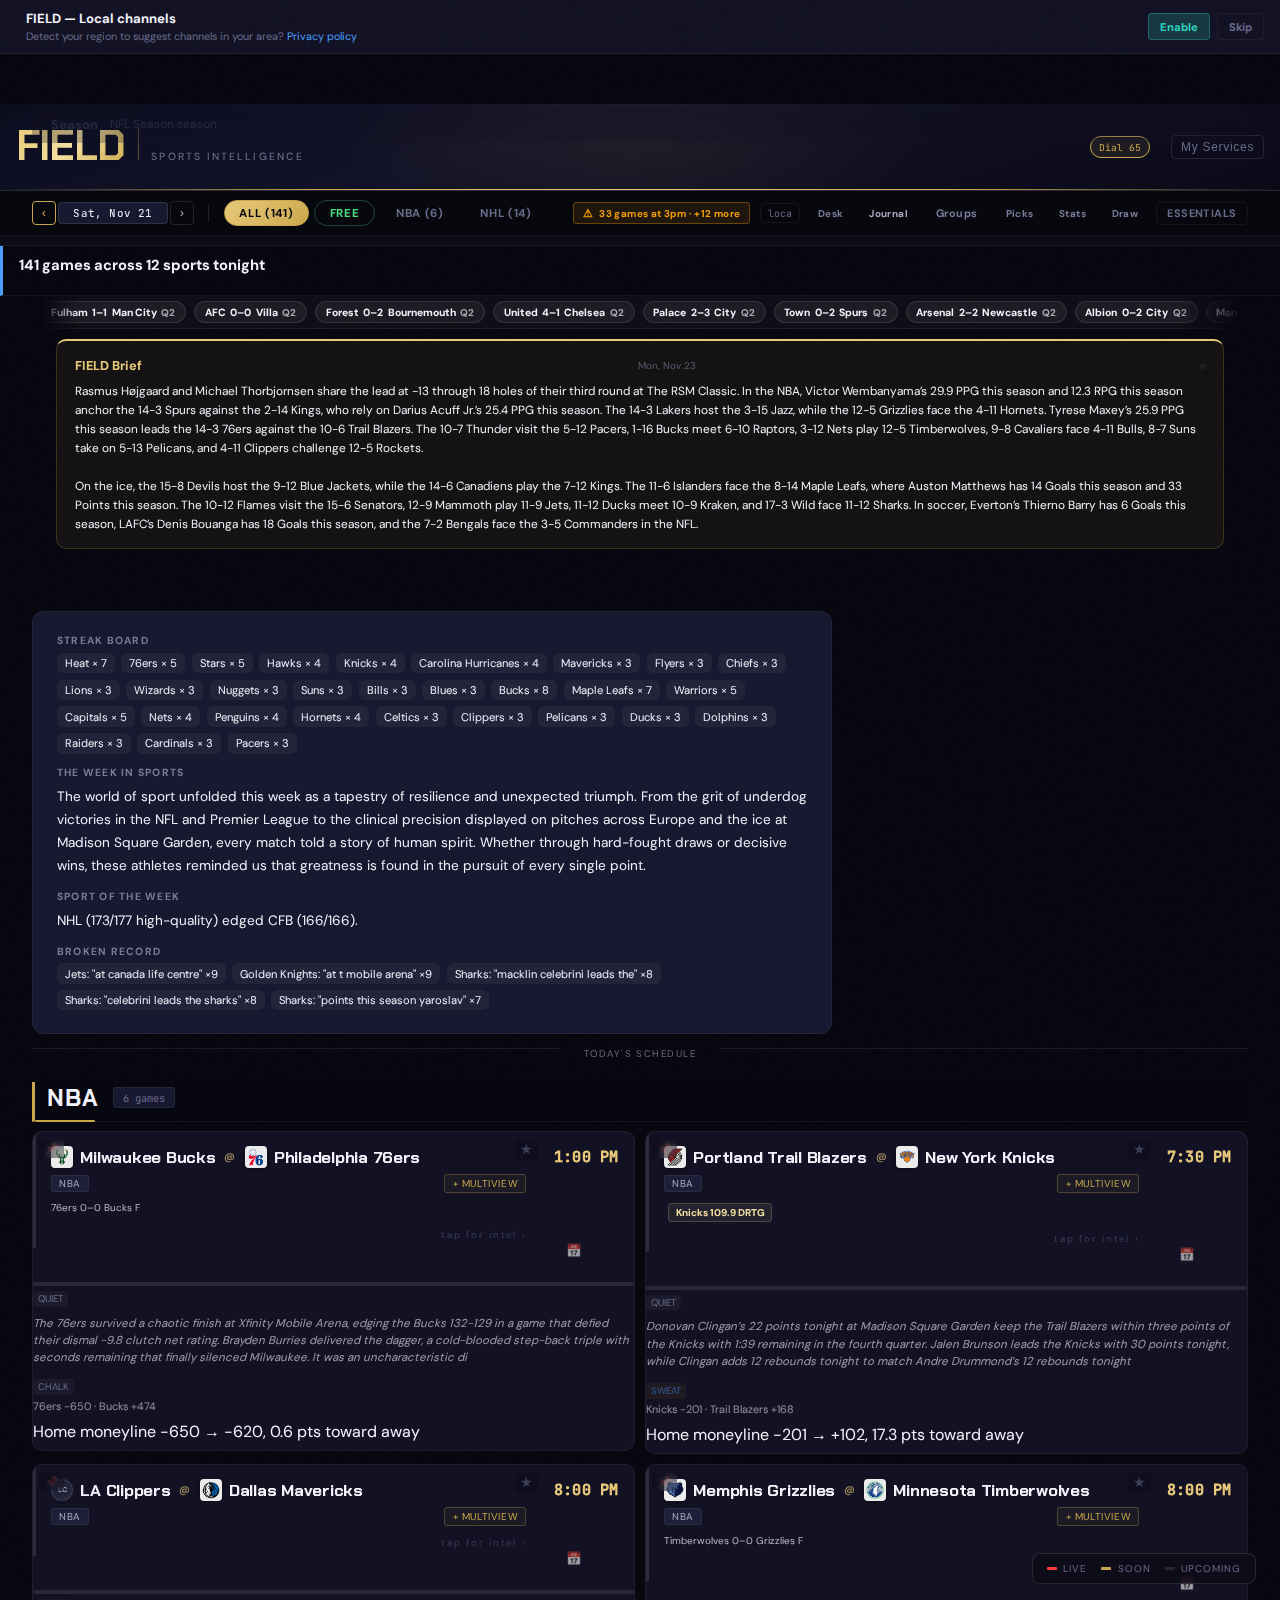 FIELD — Local channels
Detect your region to suggest channels in your area? Privacy policy
Enable
Skip
Season NFL Season season
FIELD
SPORTS INTELLIGENCE
Dial 65
My Services
‹ Sat, Nov 21 ›
ALL (141)
FREE
NBA (6)
NHL (14)
⚠ 33 games at 3pm · +12 more
loca
Desk
Journal
Groups
Picks
Stats
Draw
ESSENTIALS
141 games across 12 sports tonight
Fulham 1–1 Man City Q2
AFC 0–0 Villa Q2
Forest 0–2 Bournemouth Q2
United 4–1 Chelsea Q2
Palace 2–3 City Q2
Town 0–2 Spurs Q2
Arsenal 2–2 Newcastle Q2
Albion 0–2 City Q2
Man
FIELD Brief
Mon, Nov 23
Rasmus Højgaard and Michael Thorbjornsen share the lead at -13 through 18 holes of their third round at The RSM Classic. In the NBA, Victor Wembanyama's 29.9 PPG this season and 12.3 RPG this season
anchor the 14-3 Spurs against the 2-14 Kings, who rely on Darius Acuff Jr.'s 25.4 PPG this season. The 14-3 Lakers host the 3-15 Jazz, while the 12-5 Grizzlies face the 4-11 Hornets. Tyrese Maxey's 25.9 PPG
this season leads the 14-3 76ers against the 10-6 Trail Blazers. The 10-7 Thunder visit the 5-12 Pacers, 1-16 Bucks meet 6-10 Raptors, 3-12 Nets play 12-5 Timberwolves, 9-8 Cavaliers face 4-11 Bulls, 8-7 Suns
take on 5-13 Pelicans, and 4-11 Clippers challenge 12-5 Rockets.
On the ice, the 15-8 Devils host the 9-12 Blue Jackets, while the 14-6 Canadiens play the 7-12 Kings. The 11-6 Islanders face the 8-14 Maple Leafs, where Auston Matthews has 14 Goals this season and 33
Points this season. The 10-12 Flames visit the 15-6 Senators, 12-9 Mammoth play 11-9 Jets, 11-12 Ducks meet 10-9 Kraken, and 17-3 Wild face 11-12 Sharks. In soccer, Everton's Thierno Barry has 6 Goals this
season, LAFC's Denis Bouanga has 18 Goals this season, and the 7-2 Bengals face the 3-5 Commanders in the NFL.
STREAK BOARD
Heat × 7 76ers × 5 Stars × 5 Hawks × 4 Knicks × 4 Carolina Hurricanes × 4 Mavericks × 3 Flyers × 3 Chiefs × 3
Lions × 3 Wizards × 3 Nuggets × 3 Suns × 3 Bills × 3 Blues × 3 Bucks × 8 Maple Leafs × 7 Warriors × 5
Capitals × 5 Nets × 4 Penguins × 4 Hornets × 4 Celtics × 3 Clippers × 3 Pelicans × 3 Ducks × 3 Dolphins × 3
Raiders × 3 Cardinals × 3 Pacers × 3
THE WEEK IN SPORTS
The world of sport unfolded this week as a tapestry of resilience and unexpected triumph. From the grit of underdog
victories in the NFL and Premier League to the clinical precision displayed on pitches across Europe and the ice at
Madison Square Garden, every match told a story of human spirit. Whether through hard-fought draws or decisive
wins, these athletes reminded us that greatness is found in the pursuit of every single point.
SPORT OF THE WEEK
NHL (173/177 high-quality) edged CFB (166/166).
BROKEN RECORD
Jets: "at canada life centre" ×9 Golden Knights: "at t mobile arena" ×9 Sharks: "macklin celebrini leads the" ×8
Sharks: "celebrini leads the sharks" ×8 Sharks: "points this season yaroslav" ×7
TODAY'S SCHEDULE
NBA
6 games
Milwaukee Bucks @ Philadelphia 76ers
★
1:00 PM
NBA
+ MULTIVIEW
76ers 0–0 Bucks F
tap for intel ›
QUIET
The 76ers survived a chaotic finish at Xfinity Mobile Arena, edging the Bucks 132-129 in a game that defied
their dismal -9.8 clutch net rating. Brayden Burries delivered the dagger, a cold-blooded step-back triple with
seconds remaining that finally silenced Milwaukee. It was an uncharacteristic di
CHALK
76ers -650 · Bucks +474
Home moneyline -650 → -620, 0.6 pts toward away
Portland Trail Blazers @ New York Knicks
★
7:30 PM
NBA
+ MULTIVIEW
Knicks 109.9 DRTG
tap for intel ›
QUIET
Donovan Clingan's 22 points tonight at Madison Square Garden keep the Trail Blazers within three points of
the Knicks with 1:39 remaining in the fourth quarter. Jalen Brunson leads the Knicks with 30 points tonight,
while Clingan adds 12 rebounds tonight to match Andre Drummond's 12 rebounds tonight
SWEAT
Knicks -201 · Trail Blazers +168
Home moneyline -201 → +102, 17.3 pts toward away
LA Clippers @ Dallas Mavericks
★
8:00 PM
NBA
+ MULTIVIEW
tap for intel ›
Memphis Grizzlies @ Minnesota Timberwolves
★
8:00 PM
NBA
+ MULTIVIEW
Timberwolves 0–0 Grizzlies F
LIVE
SOON
UPCOMING